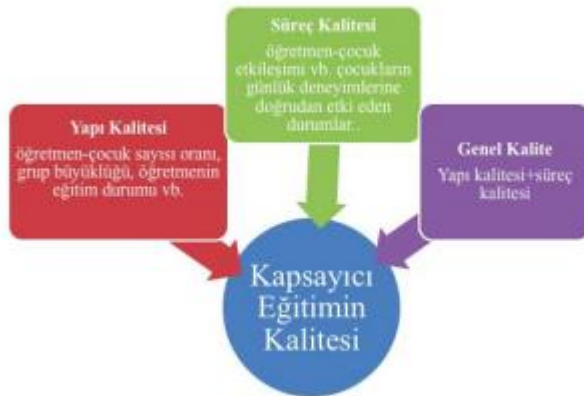 Süreç Kalitesi
öğretmen-çocuk
etkileşimi vb. çocukların
günlük deneyimlerine
doğrudan etki eden
durumlar..
Yapı Kalitesi
öğretmen-çocuk sayısı oranı,
grup büyüklüğü, öğretmenin
eğitim durumu vb.
Genel Kalite
Yapı kalitesi+süreç
kalitesi
Kapsayıcı
Eğitimin
Kalitesi